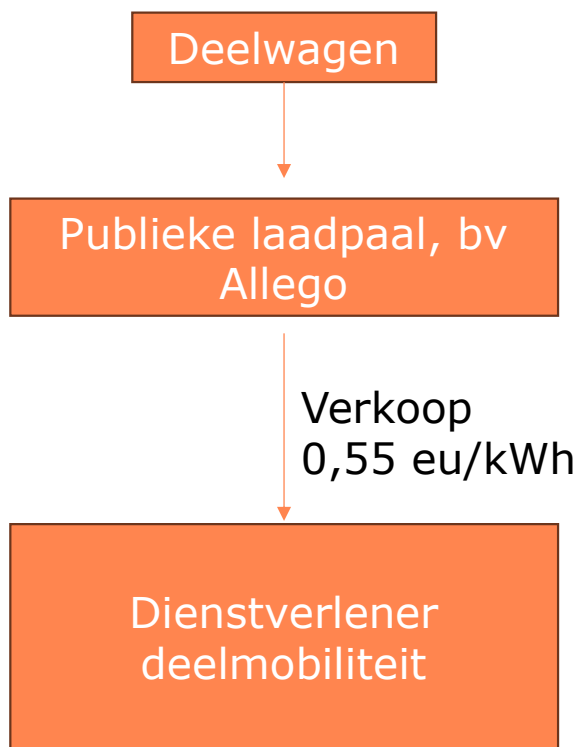 Deelwagen
Publieke laadpaal, bv
Allego
Verkoop
0,55 eu/kWh
Dienstverlener
deelmobiliteit